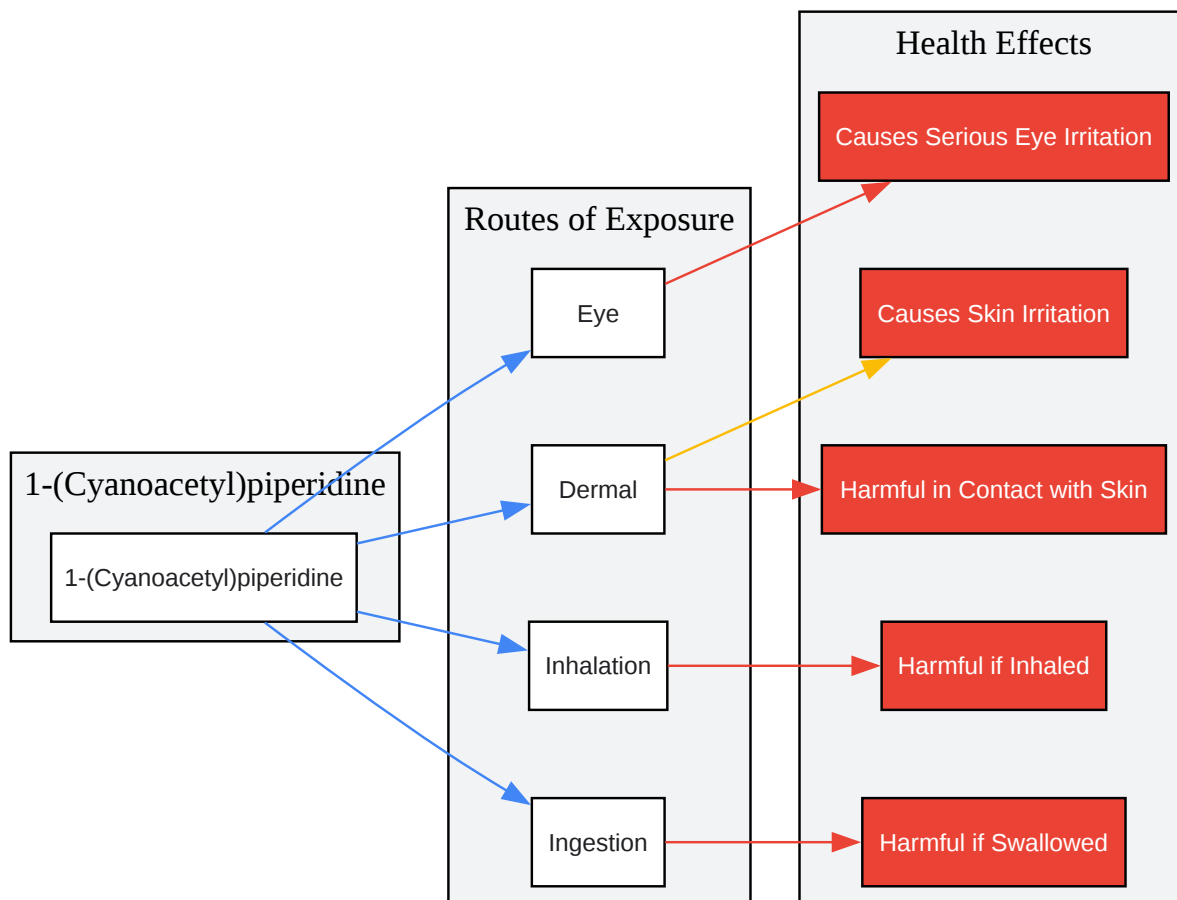 1-(Cyanoacetyl)piperidine
1-(Cyanoacetyl)piperidine
Routes of Exposure
Eye
Dermal
Inhalation
Ingestion
Health Effects
Causes Serious Eye Irritation
Causes Skin Irritation
Harmful in Contact with Skin
Harmful if Inhaled
Harmful if Swallowed